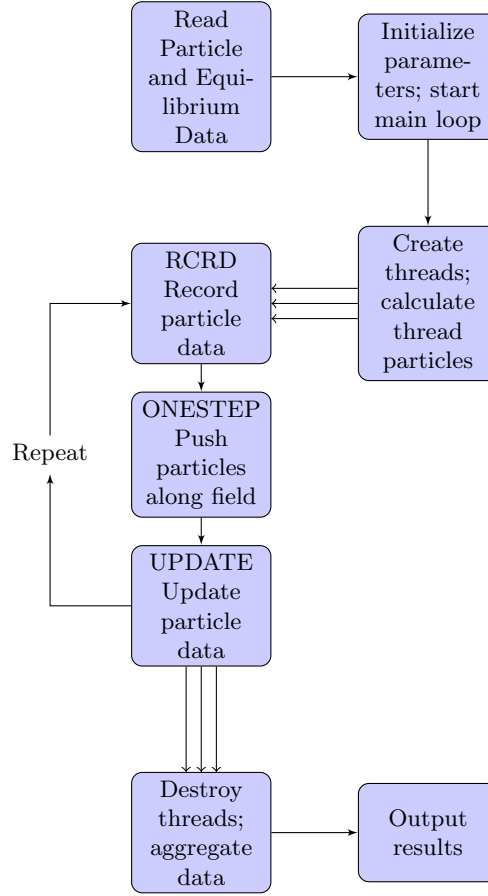 Read
Particle
and Equi-
librium
Data
Initialize
parame-
ters; start
main loop
Create
threads;
calculate
thread
particles
RCRD
Record
particle
data
ONESTEP
Push
particles
along field
Repeat
UPDATE
Update
particle
data
Destroy
threads;
aggregate
data
Output
results